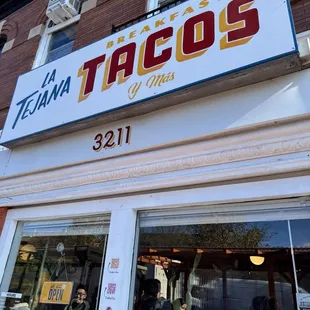 LA TEJANA
BREAKFAST
TACOS
Y Más
3211
OPEN